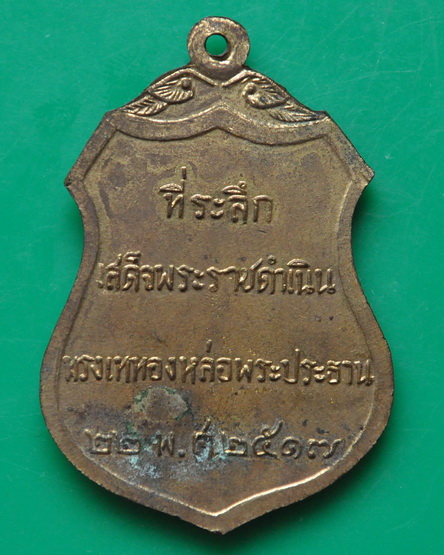 ที่ระลึก
เสด็จพระราชดำเนิน
ทรงเททองหล่อพระประธาน
๒๒ พ.ศ ๒๕๑๗